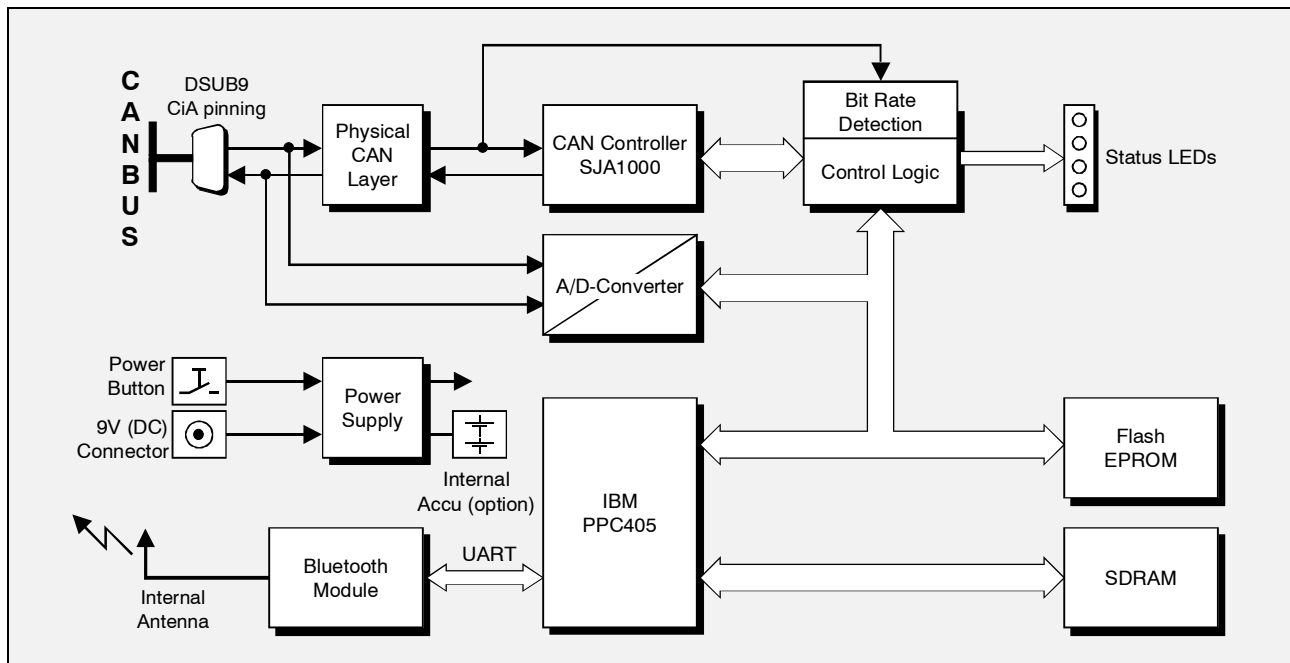 CANBUS
DSUB9
CiA pinning
Physical
CAN
Layer
CAN Controller
SJA1000
Bit Rate
Detection
Control Logic
Status LEDs
A/D-Converter
Power
Button
9V (DC)
Connector
Power
Supply
Internal
Accu (option)
IBM
PPC405
Flash
EPROM
UART
Bluetooth
Module
Internal
Antenna
SDRAM